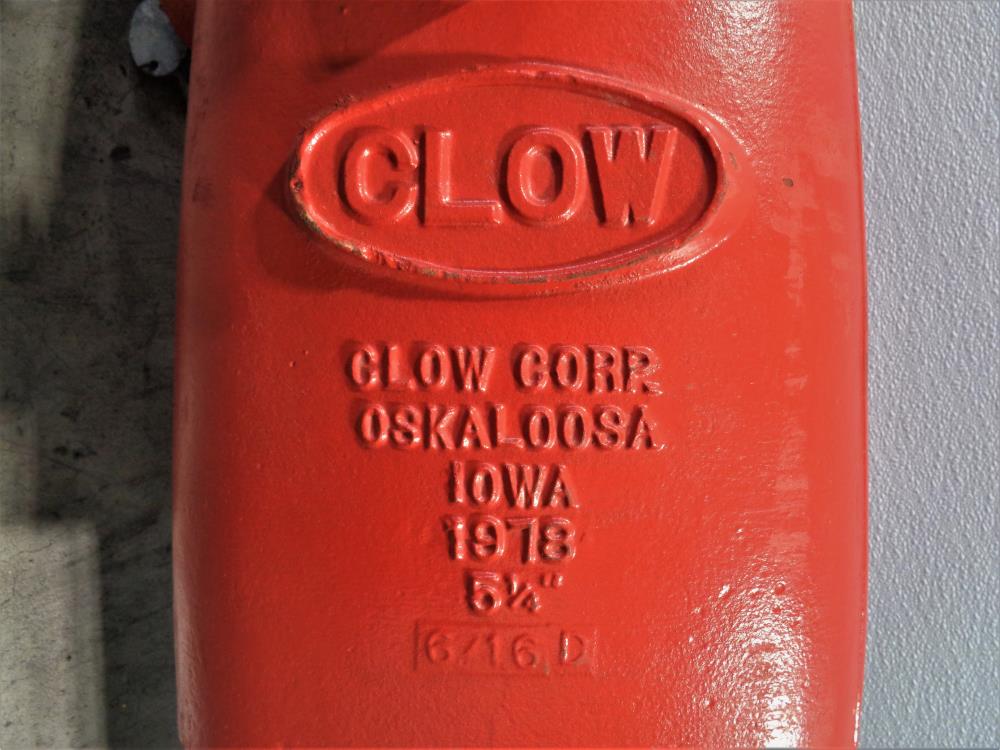 CLOW
CLOW CORP.
OSKALOOSA
IOWA
1978
5¼"
6/16 D